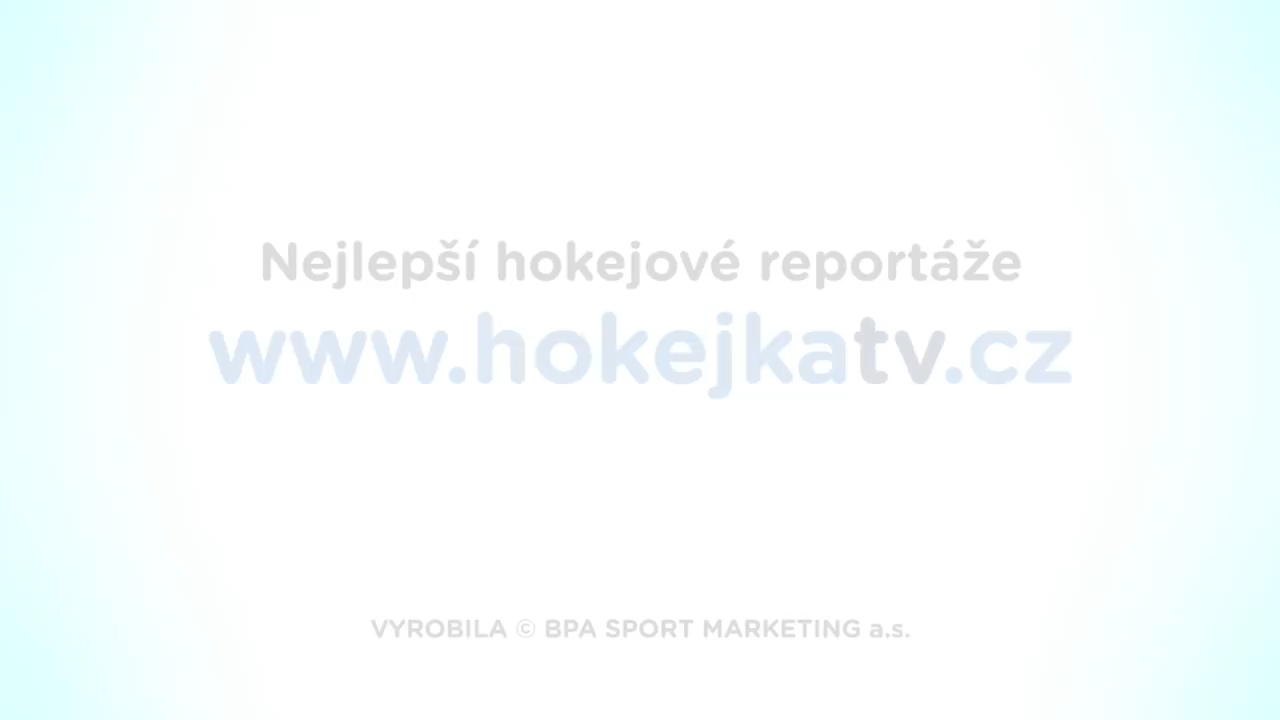 Nejlepší hokejové reportáže
www.hokejkatv.cz
VYROBILA © BPA SPORT MARKETING a.s.